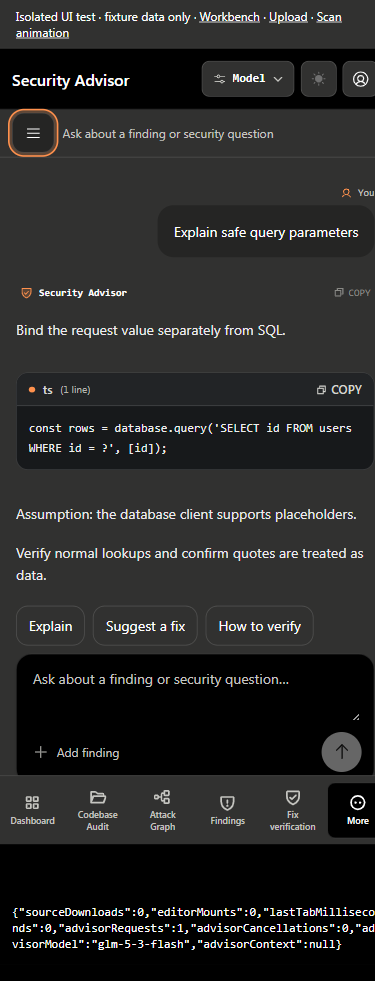 Isolated UI test · fixture data only · Workbench · Upload · Scan
animation
Security Advisor
Model
Ask about a finding or security question
You
Explain safe query parameters
Security Advisor
COPY
Bind the request value separately from SQL.
ts (1 line)
COPY
const rows = database.query('SELECT id FROM users
WHERE id = ?', [id]);
Assumption: the database client supports placeholders.
Verify normal lookups and confirm quotes are treated as
data.
Explain
Suggest a fix
How to verify
Ask about a finding or security question...
Add finding
Dashboard
Codebase
Audit
Attack
Graph
Findings
Fix
verification
More
{"sourceDownloads":0,"editorMounts":0,"lastTabMilliseco
nds":0,"advisorRequests":1,"advisorCancellations":0,"ad
visorModel":"glm-5-3-flash","advisorContext":null}